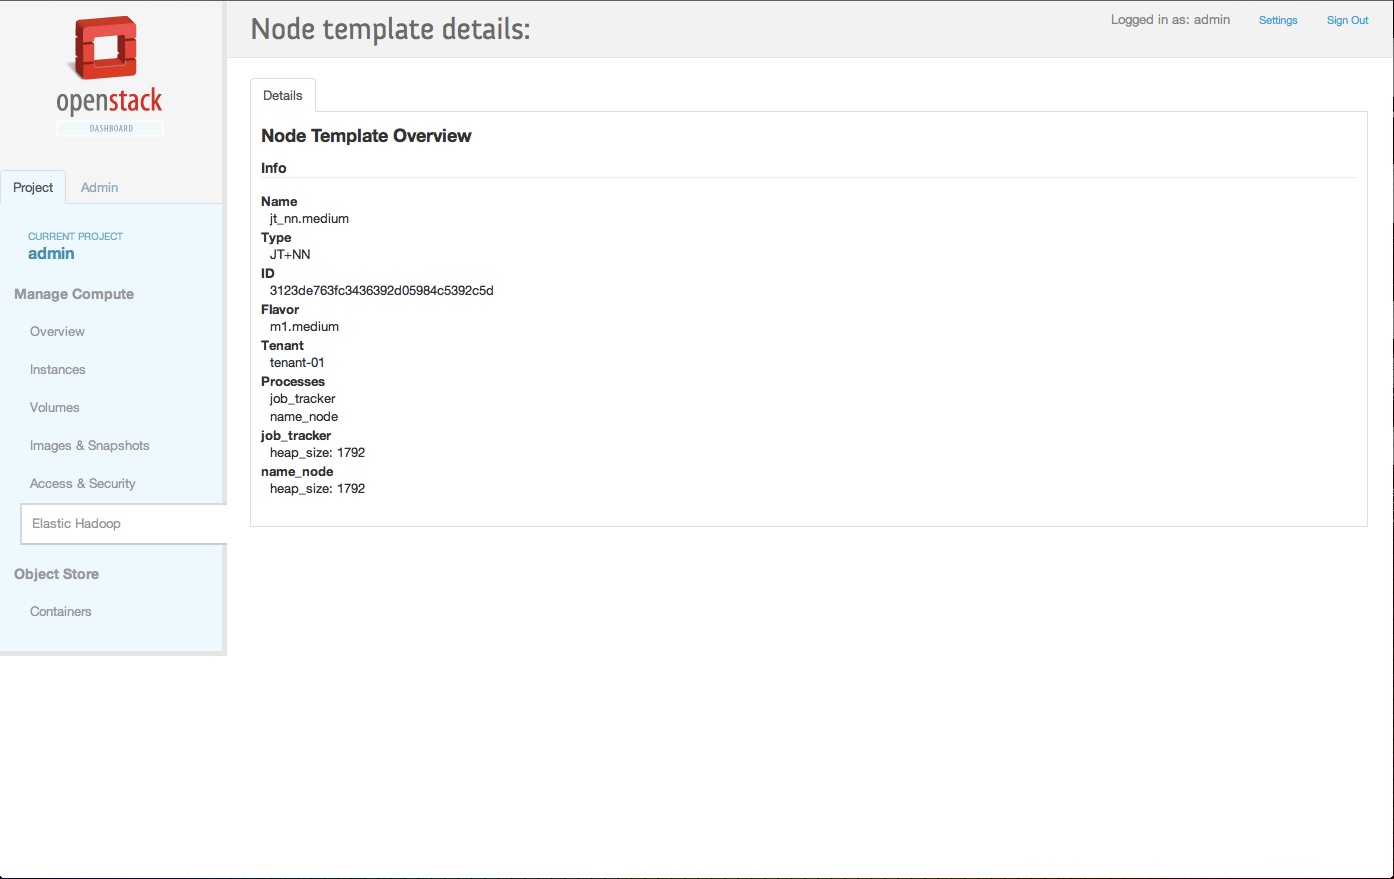 openstack
DASHBOARD
Project
Admin
CURRENT PROJECT
admin
Manage Compute
Overview
Instances
Volumes
Images & Snapshots
Access & Security
Elastic Hadoop
Object Store
Containers
Node template details:
Logged in as: admin
Settings
Sign Out
Details
Node Template Overview
Info
Name
jt_nn.medium
Type
JT+NN
ID
3123de763fc3436392d05984c5392c5d
Flavor
m1.medium
Tenant
tenant-01
Processes
job_tracker
name_node
job_tracker
heap_size: 1792
name_node
heap_size: 1792